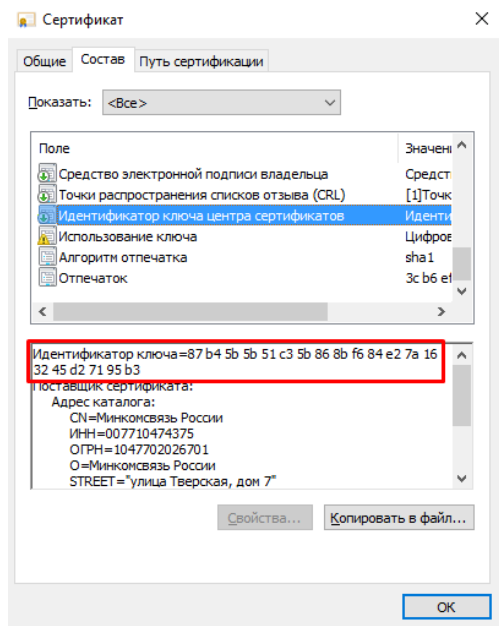 Сертификат
Общие Состав Путь сертификации
Показать: <Все>
Поле Значени
Средство электронной подписи владельца Средст
Точки распространения списков отзыва (CRL) [1]Точк
Идентификатор ключа центра сертификатов Иденти
Использование ключа Цифров
Алгоритм отпечатка sha1
Отпечаток 3c b6 ef
Идентификатор ключа=87 b4 5b 5b 51 c3 5b 86 8b f6 84 e2 7a 16
32 45 d2 71 95 b3
Поставщик сертификата:
Адрес каталога:
CN=Минкомсвязь России
ИНН=007710474375
ОГРН=1047702026701
O=Минкомсвязь России
STREET="улица Тверская, дом 7"
Свойства... Копировать в файл...
ОК